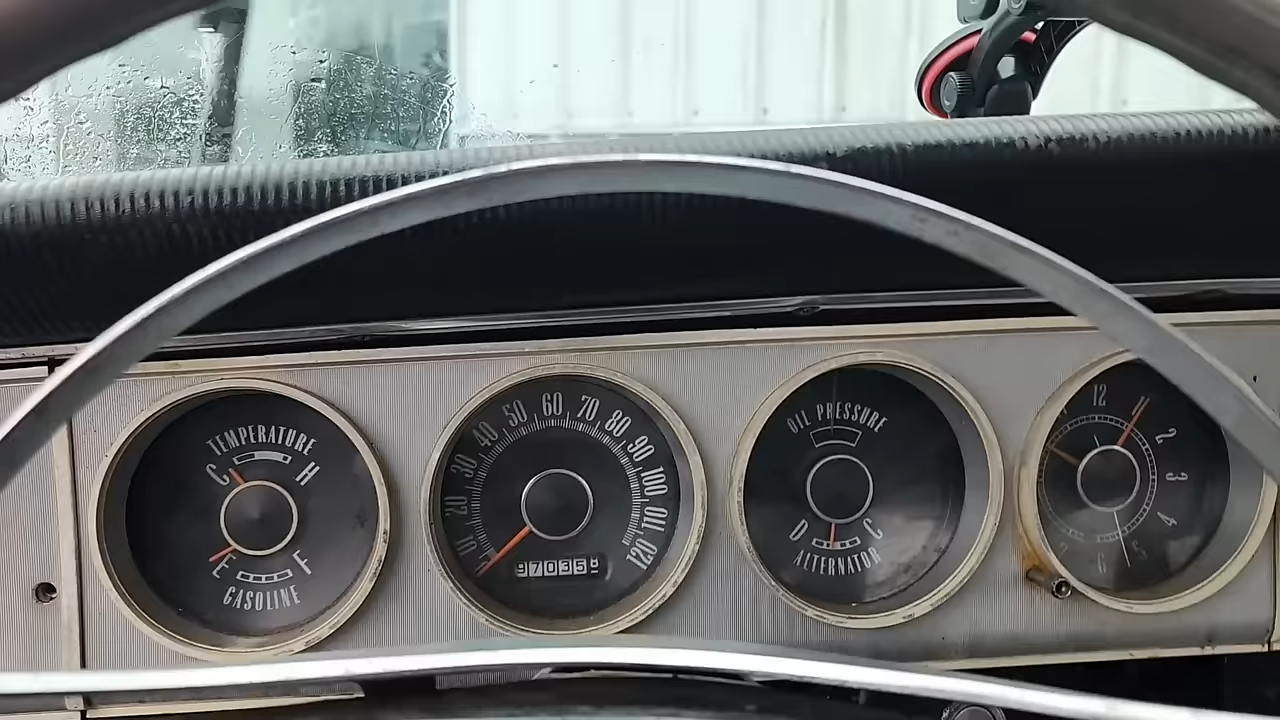 TEMPERATURE
C H
E F
GASOLINE
10 20 30 40 50 60 70 80 90 100 110 120
97035
OIL PRESSURE
D C
ALTERNATOR
12 1 2 3 4 5 6